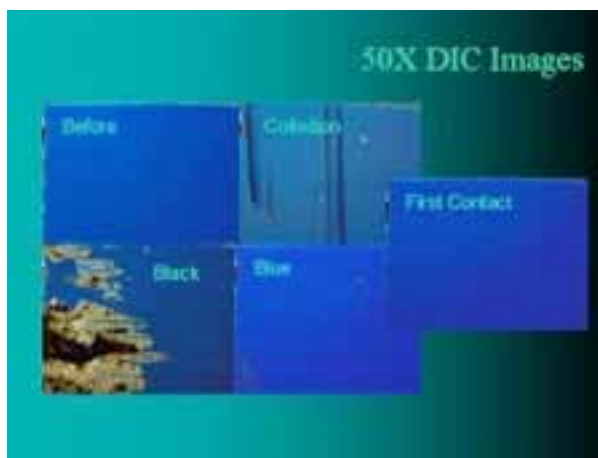 50X DIC Images
Before
Collodion
First Contact
Black
Blue